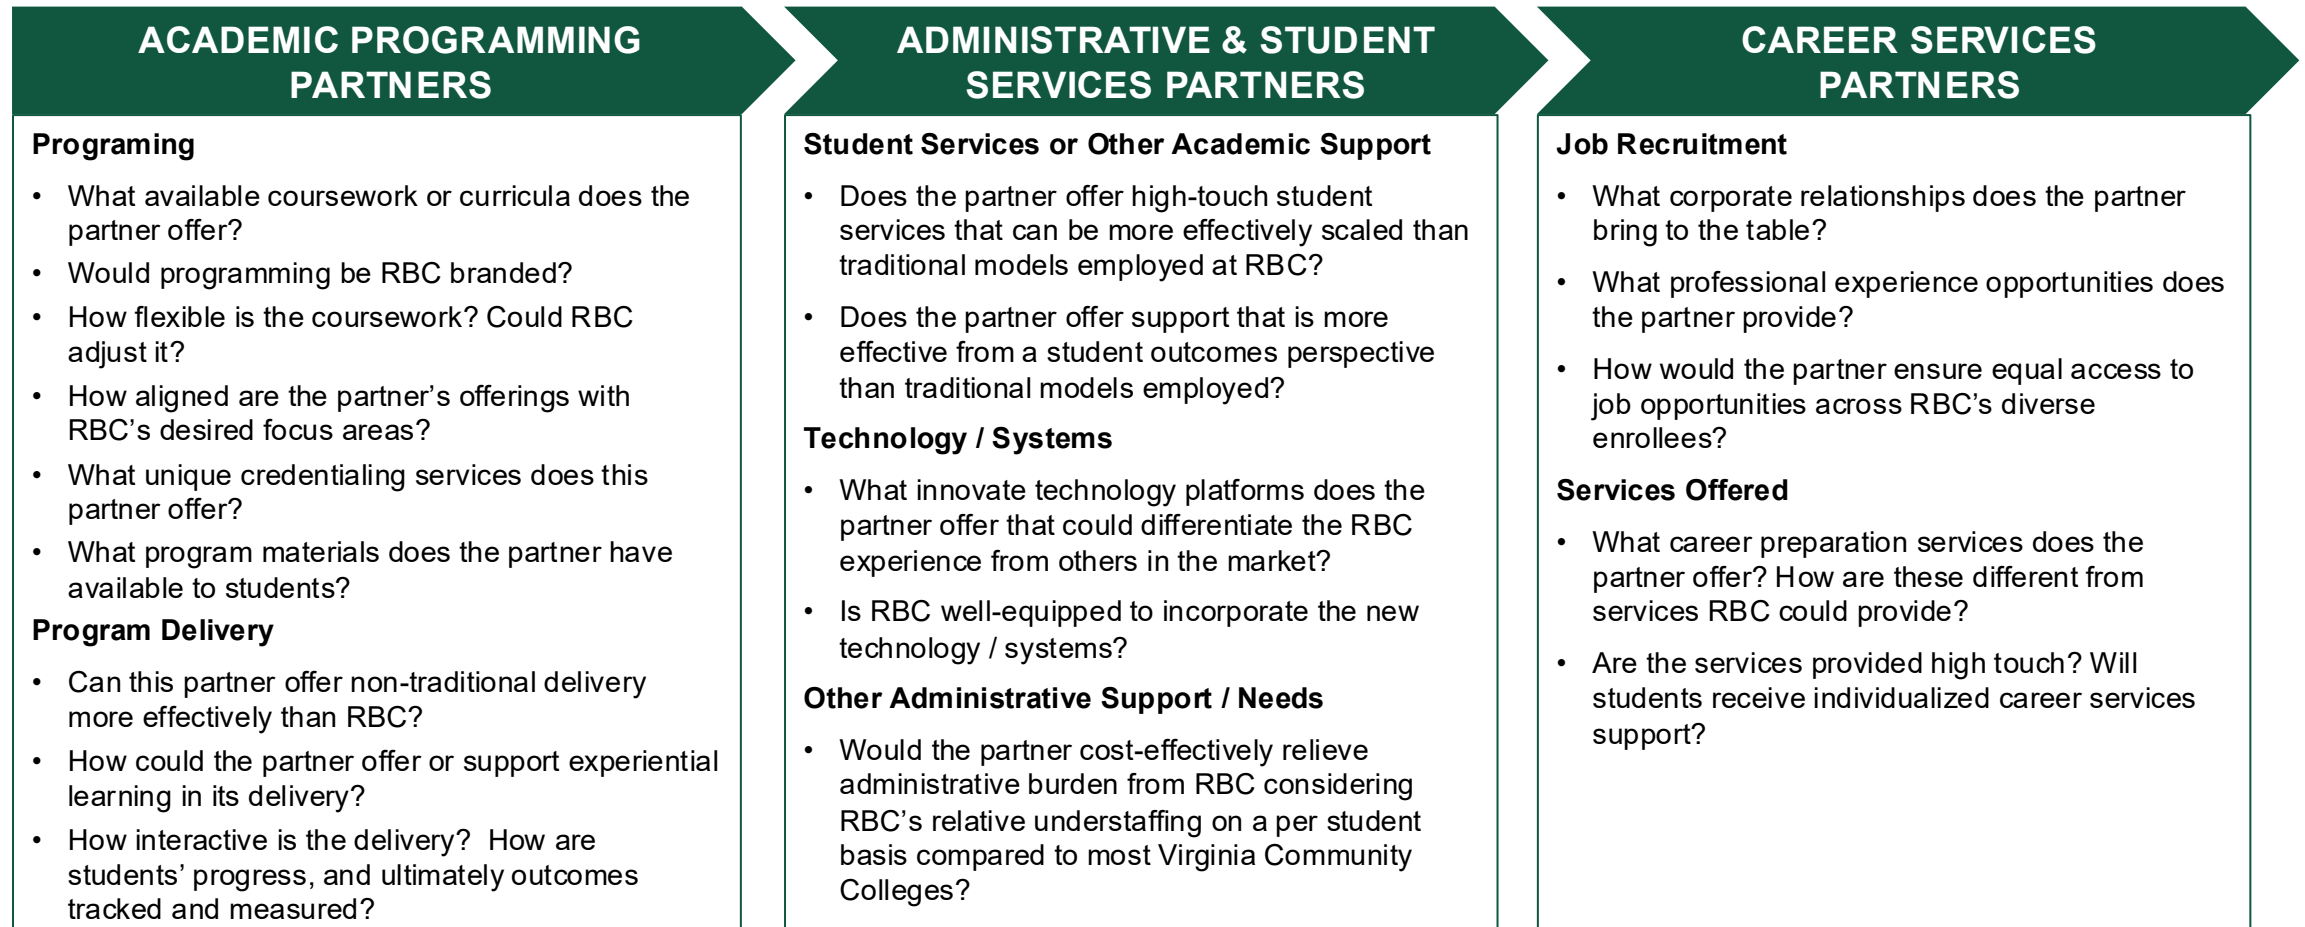 ACADEMIC PROGRAMMING
PARTNERS
Programing
• What available coursework or curricula does the
partner offer?
• Would programming be RBC branded?
• How flexible is the coursework? Could RBC
adjust it?
• How aligned are the partner’s offerings with
RBC’s desired focus areas?
• What unique credentialing services does this
partner offer?
• What program materials does the partner have
available to students?
Program Delivery
• Can this partner offer non-traditional delivery
more effectively than RBC?
• How could the partner offer or support experiential
learning in its delivery?
• How interactive is the delivery?  How are
students’ progress, and ultimately outcomes
tracked and measured?
ADMINISTRATIVE & STUDENT
SERVICES PARTNERS
Student Services or Other Academic Support
• Does the partner offer high-touch student
services that can be more effectively scaled than
traditional models employed at RBC?
• Does the partner offer support that is more
effective from a student outcomes perspective
than traditional models employed?
Technology / Systems
• What innovate technology platforms does the
partner offer that could differentiate the RBC
experience from others in the market?
• Is RBC well-equipped to incorporate the new
technology / systems?
Other Administrative Support / Needs
• Would the partner cost-effectively relieve
administrative burden from RBC considering
RBC’s relative understaffing on a per student
basis compared to most Virginia Community
Colleges?
CAREER SERVICES
PARTNERS
Job Recruitment
• What corporate relationships does the partner
bring to the table?
• What professional experience opportunities does
the partner provide?
• How would the partner ensure equal access to
job opportunities across RBC’s diverse
enrollees?
Services Offered
• What career preparation services does the
partner offer? How are these different from
services RBC could provide?
• Are the services provided high touch? Will
students receive individualized career services
support?